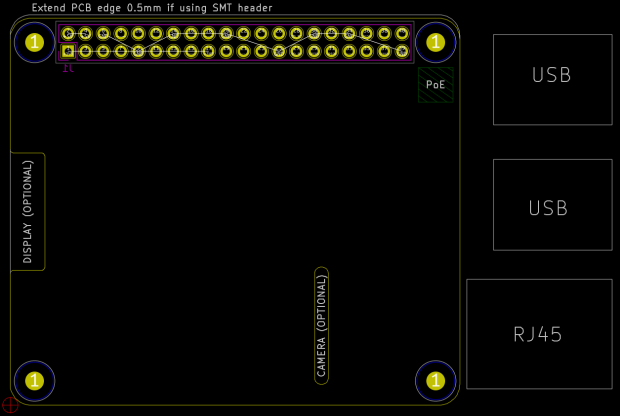 Extend PCB edge 0.5mm if using SMT header
1
1
J1
PoE
USB
DISPLAY (OPTIONAL)
USB
CAMERA (OPTIONAL)
RJ45
1
1